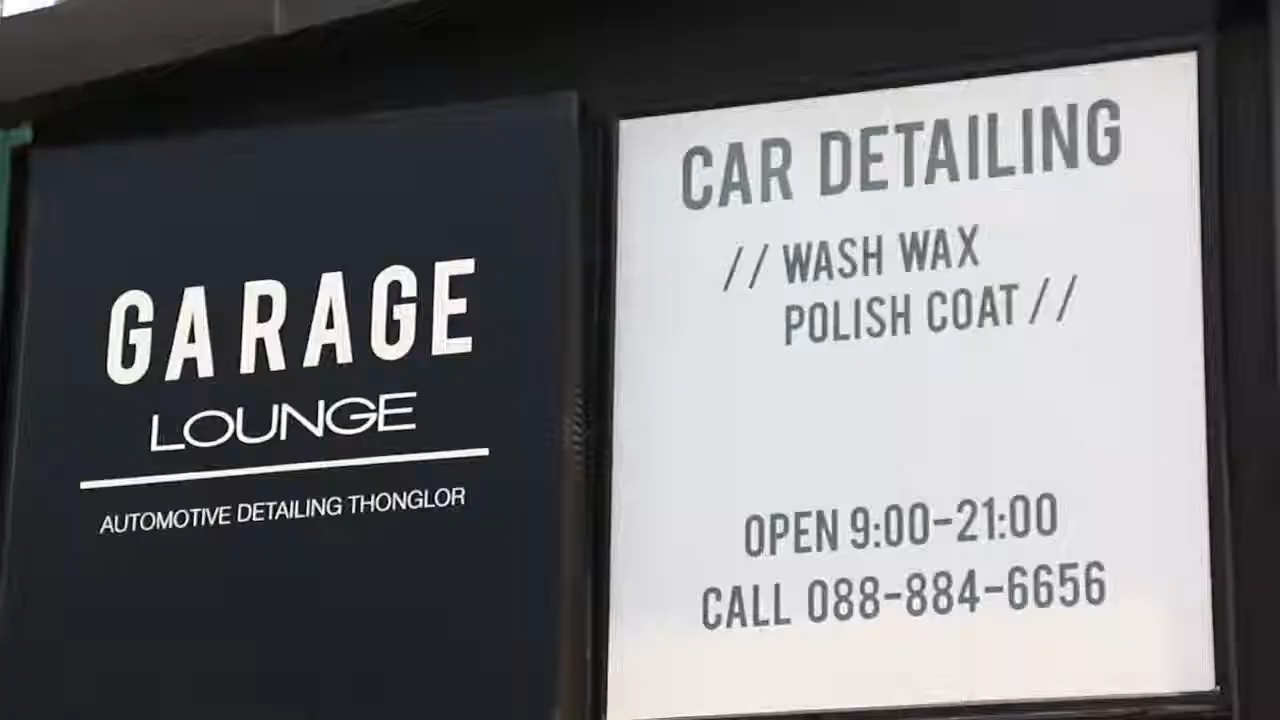 GARAGE
LOUNGE
AUTOMOTIVE DETAILING THONGLOR
CAR DETAILING
// WASH WAX
POLISH COAT //
OPEN 9:00-21:00
CALL 088-884-6656